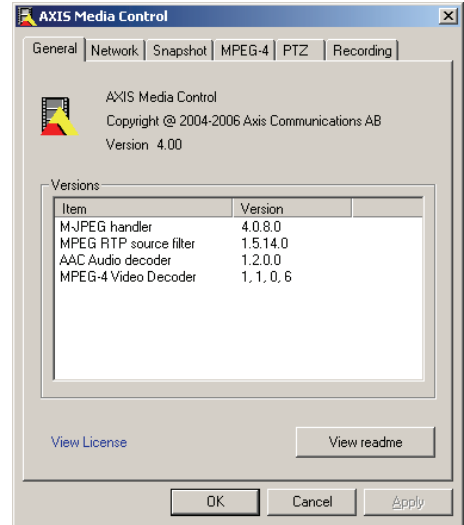 AXIS Media Control
General Network Snapshot MPEG-4 PTZ Recording
AXIS Media Control
Copyright @ 2004-2006 Axis Communications AB
Version 4.00
Versions
Item Version
M-JPEG handler 4.0.8.0
MPEG RTP source filter 1.5.14.0
AAC Audio decoder 1.2.0.0
MPEG-4 Video Decoder 1, 1, 0, 6
View License View readme
OK Cancel Apply